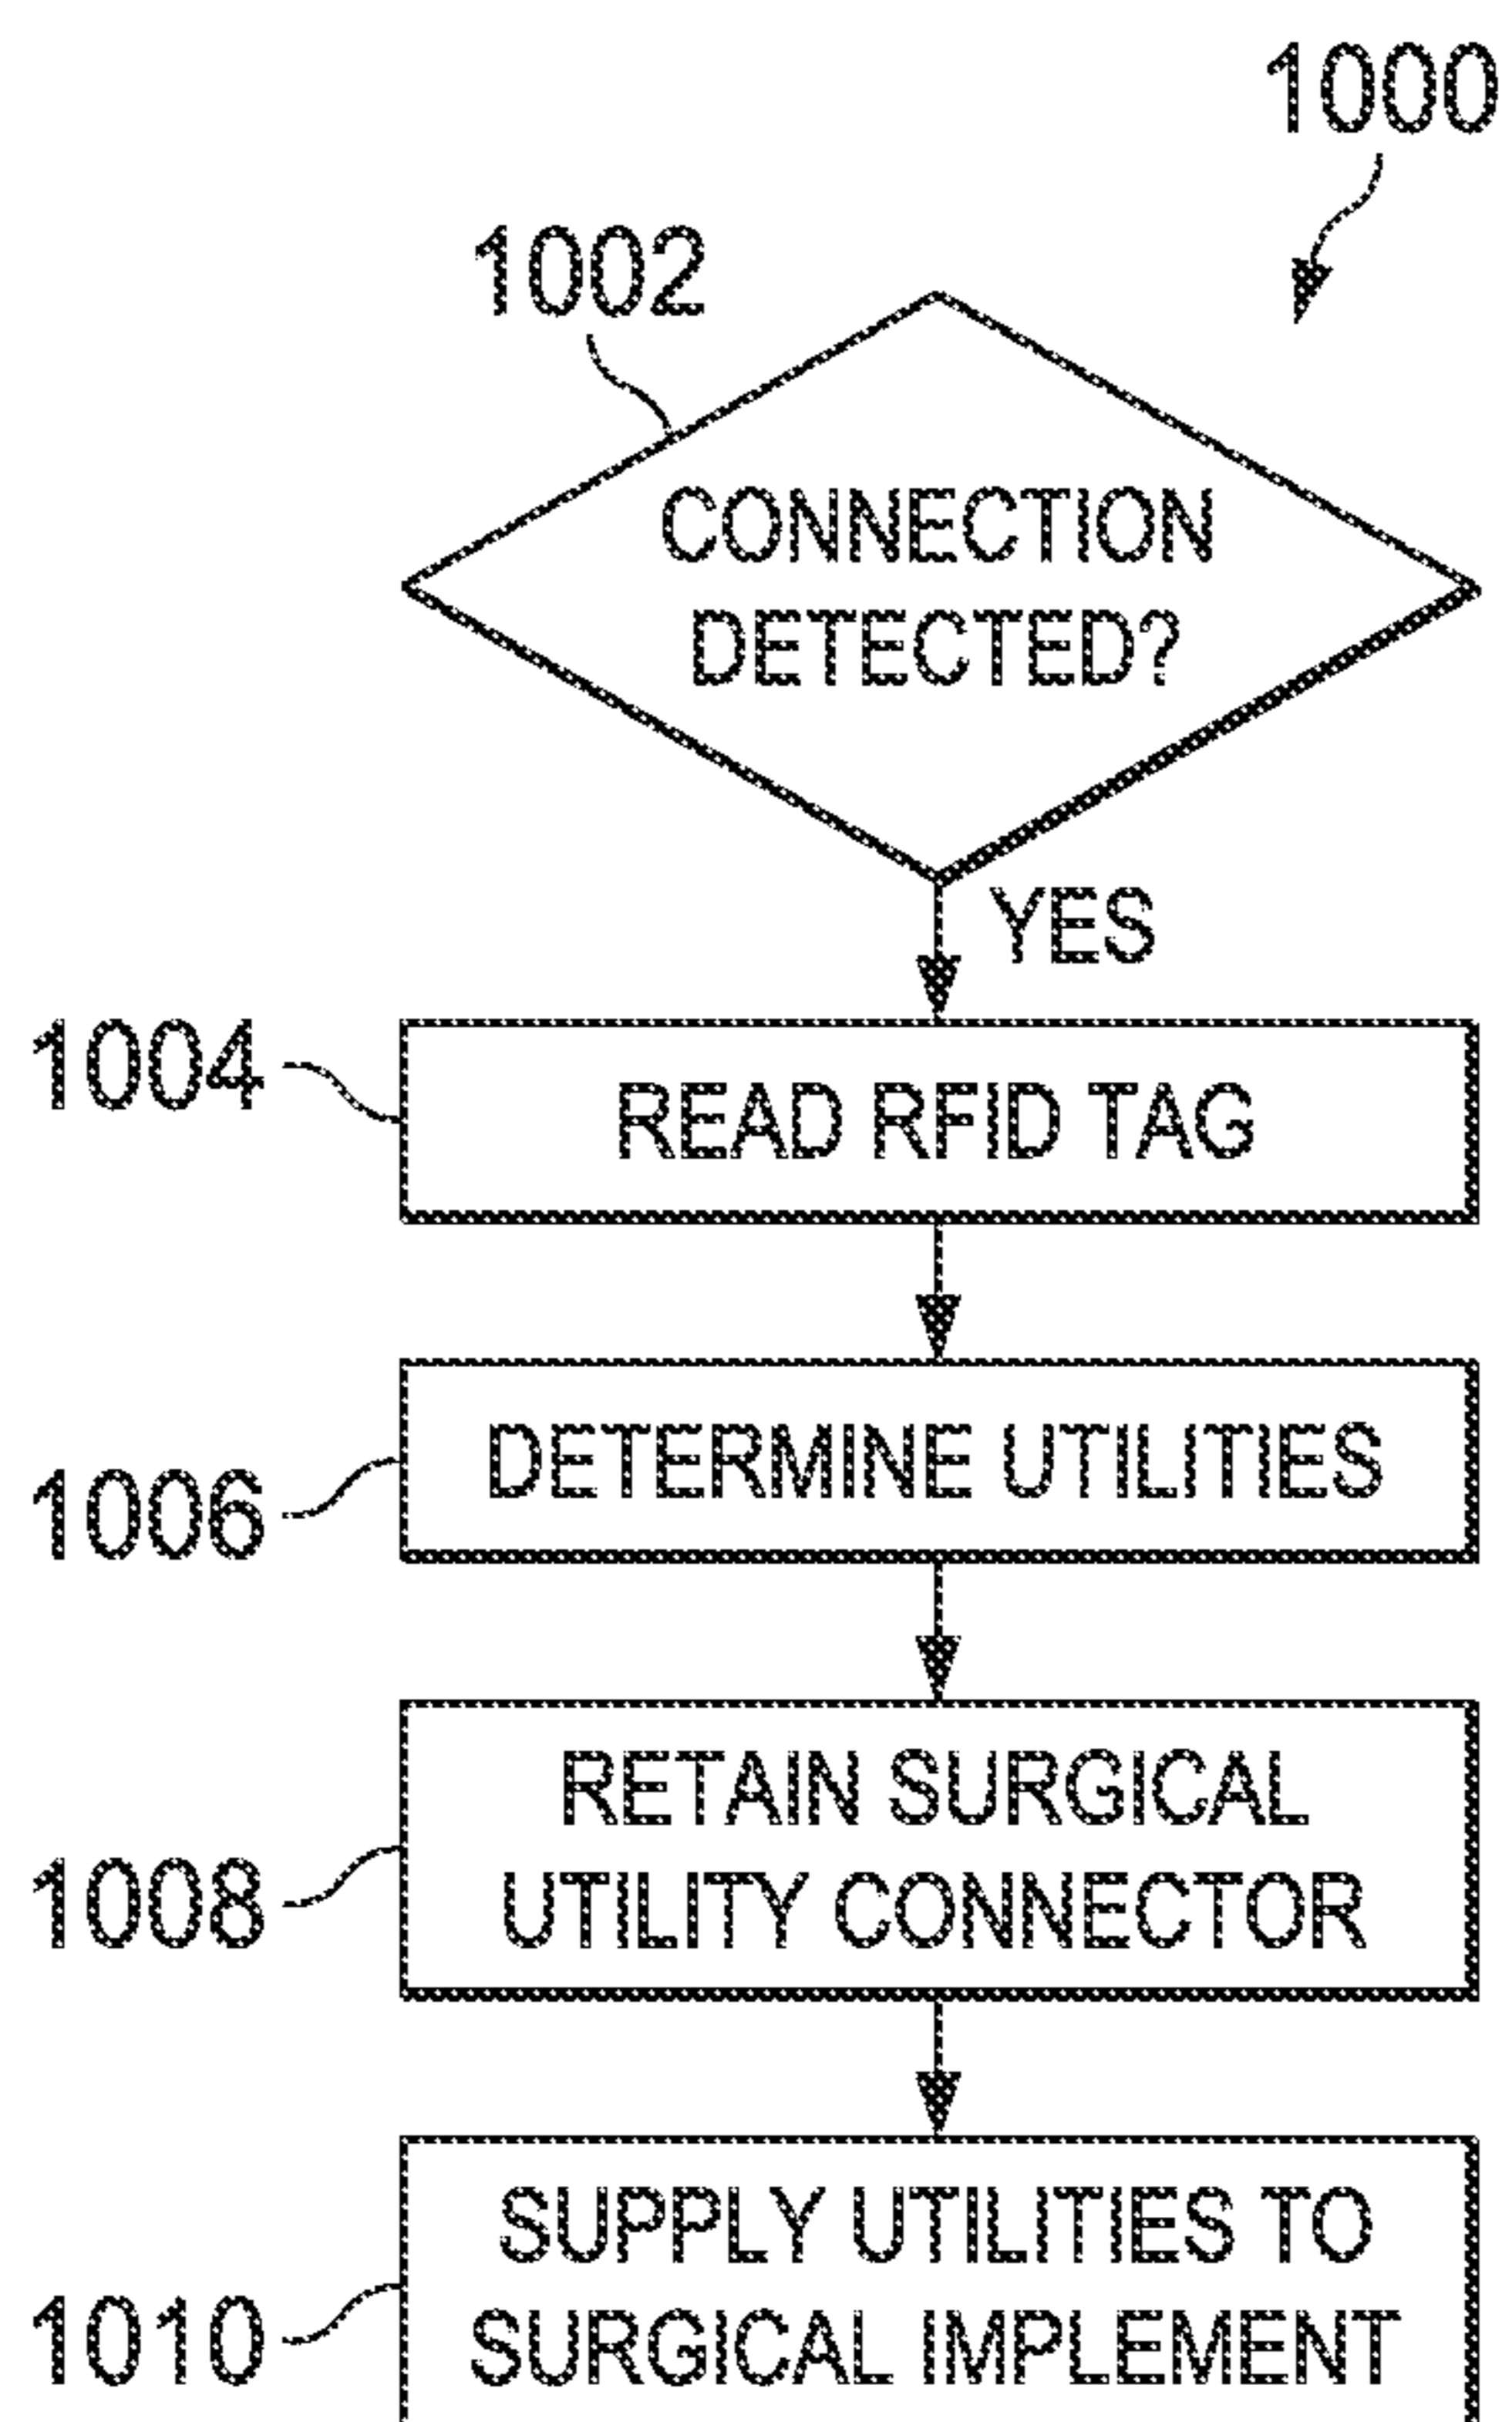 1000
1002
CONNECTION
DETECTED?
YES
1004
READ RFID TAG
DETERMINE UTILITIES
1006
RETAIN SURGICAL
UTILITY CONNECTOR
1008
SUPPLY UTILITIES TO
SURGICAL IMPLEMENT
1010